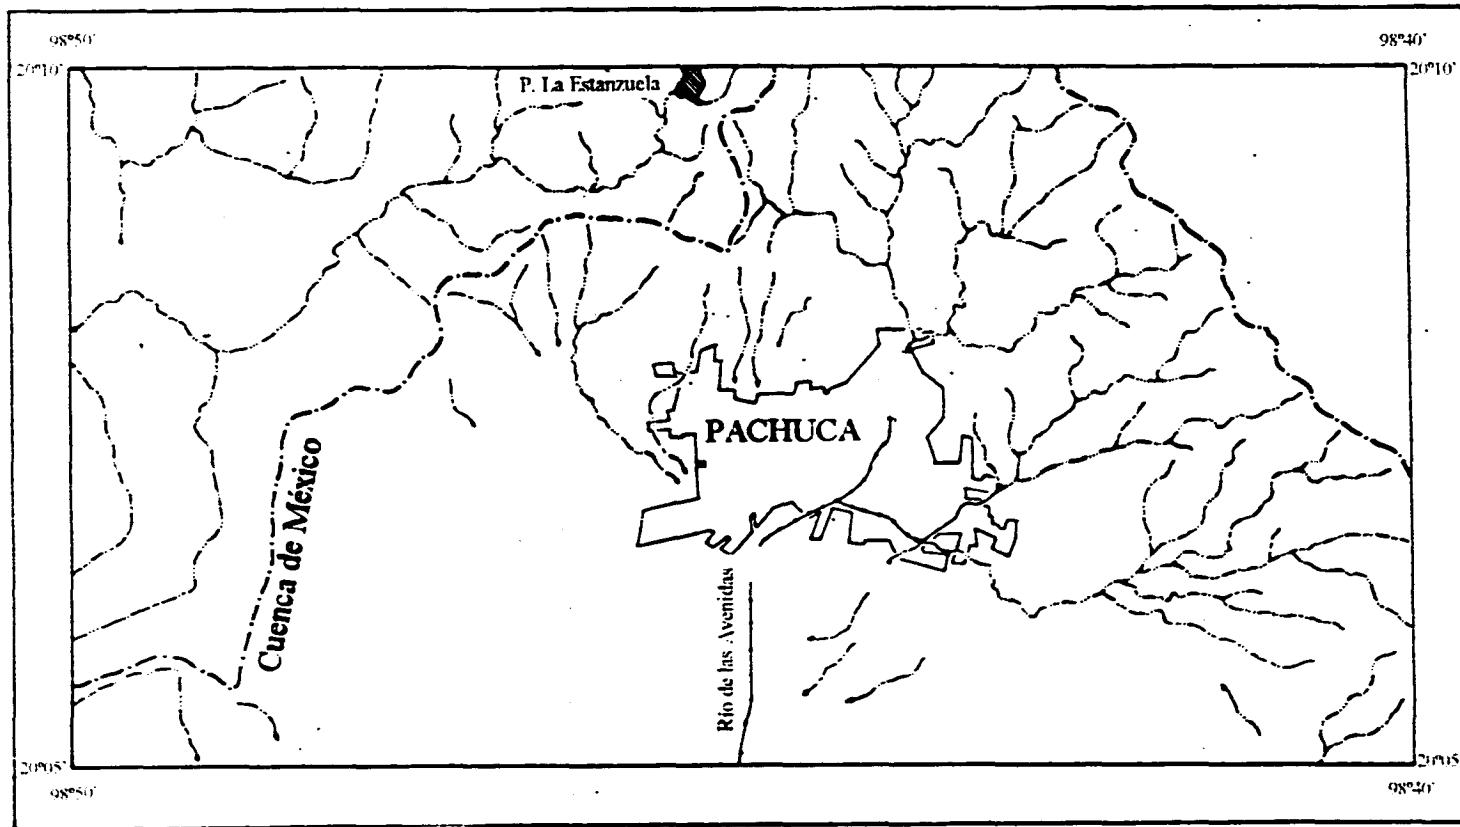 98°50'
98°40'
20°10'
20°10'
P. La Estanzuela
PACHUCA
Cuenca de México
Río de las Avenidas
20°05'
20°05'
98°50'
98°40'